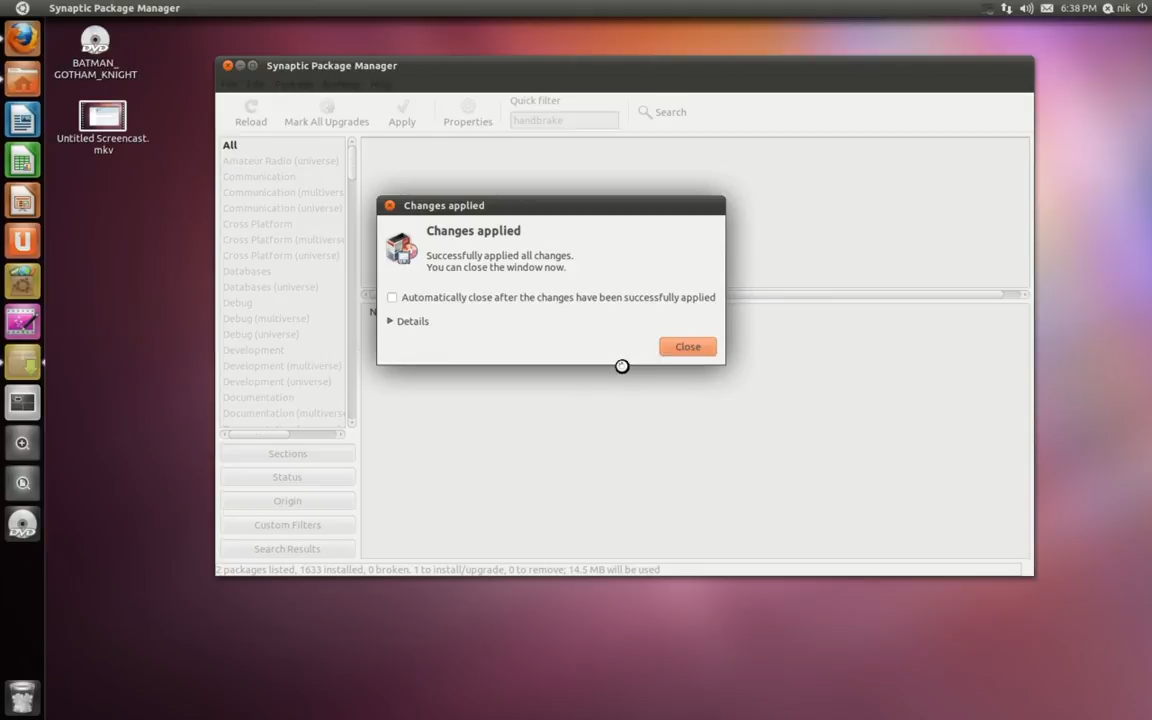 Synaptic Package Manager
6:38 PM
nik
BATMAN_
GOTHAM_KNIGHT
Untitled Screencast.
mkv
Synaptic Package Manager
Reload
Mark All Upgrades
Apply
Properties
Quick filter
handbrake
Search
All
Amateur Radio (universe)
Communication
Communication (multivers
Communication (universe)
Cross Platform
Cross Platform (multiverse
Cross Platform (universe)
Databases
Databases (universe)
Debug
Debug (multiverse)
Debug (universe)
Development
Development (multiverse)
Development (universe)
Documentation
Documentation (multiverse
Sections
Status
Origin
Custom Filters
Search Results
Changes applied
Changes applied
Successfully applied all changes.
You can close the window now.
Automatically close after the changes have been successfully applied
Details
Close
N
2 packages listed, 1633 installed, 0 broken. 1 to install/upgrade, 0 to remove; 14.5 MB will be used
DVD
DVD
U